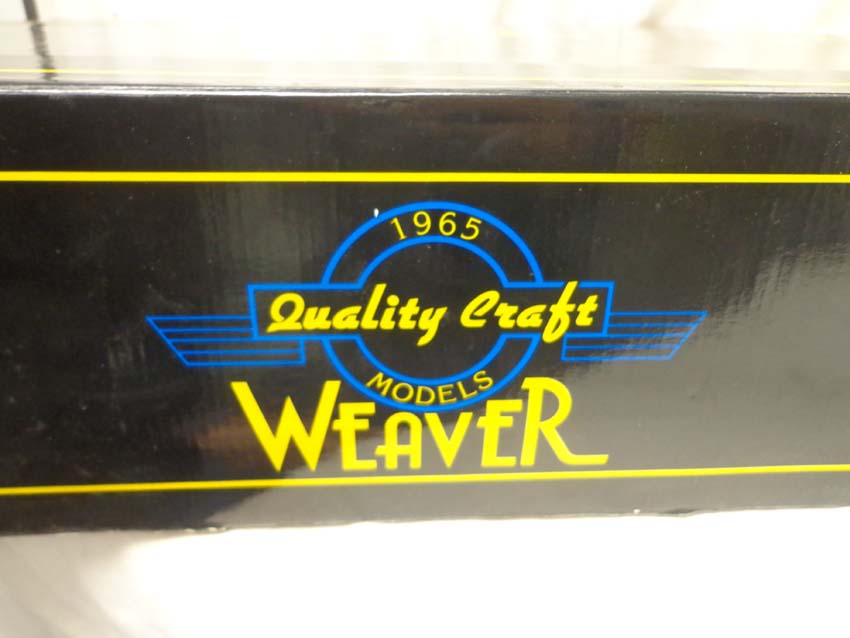 1965
Quality Craft
MODELS
WEAVER